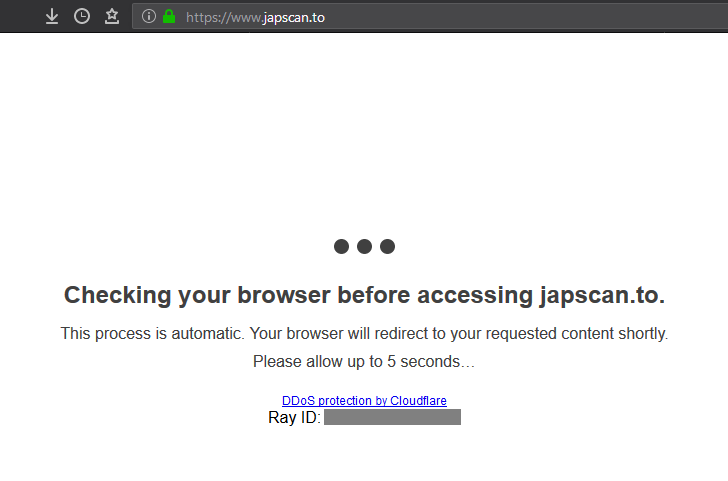 https://www.japscan.to
Checking your browser before accessing japscan.to.
This process is automatic. Your browser will redirect to your requested content shortly.
Please allow up to 5 seconds…
DDoS protection by Cloudflare
Ray ID: